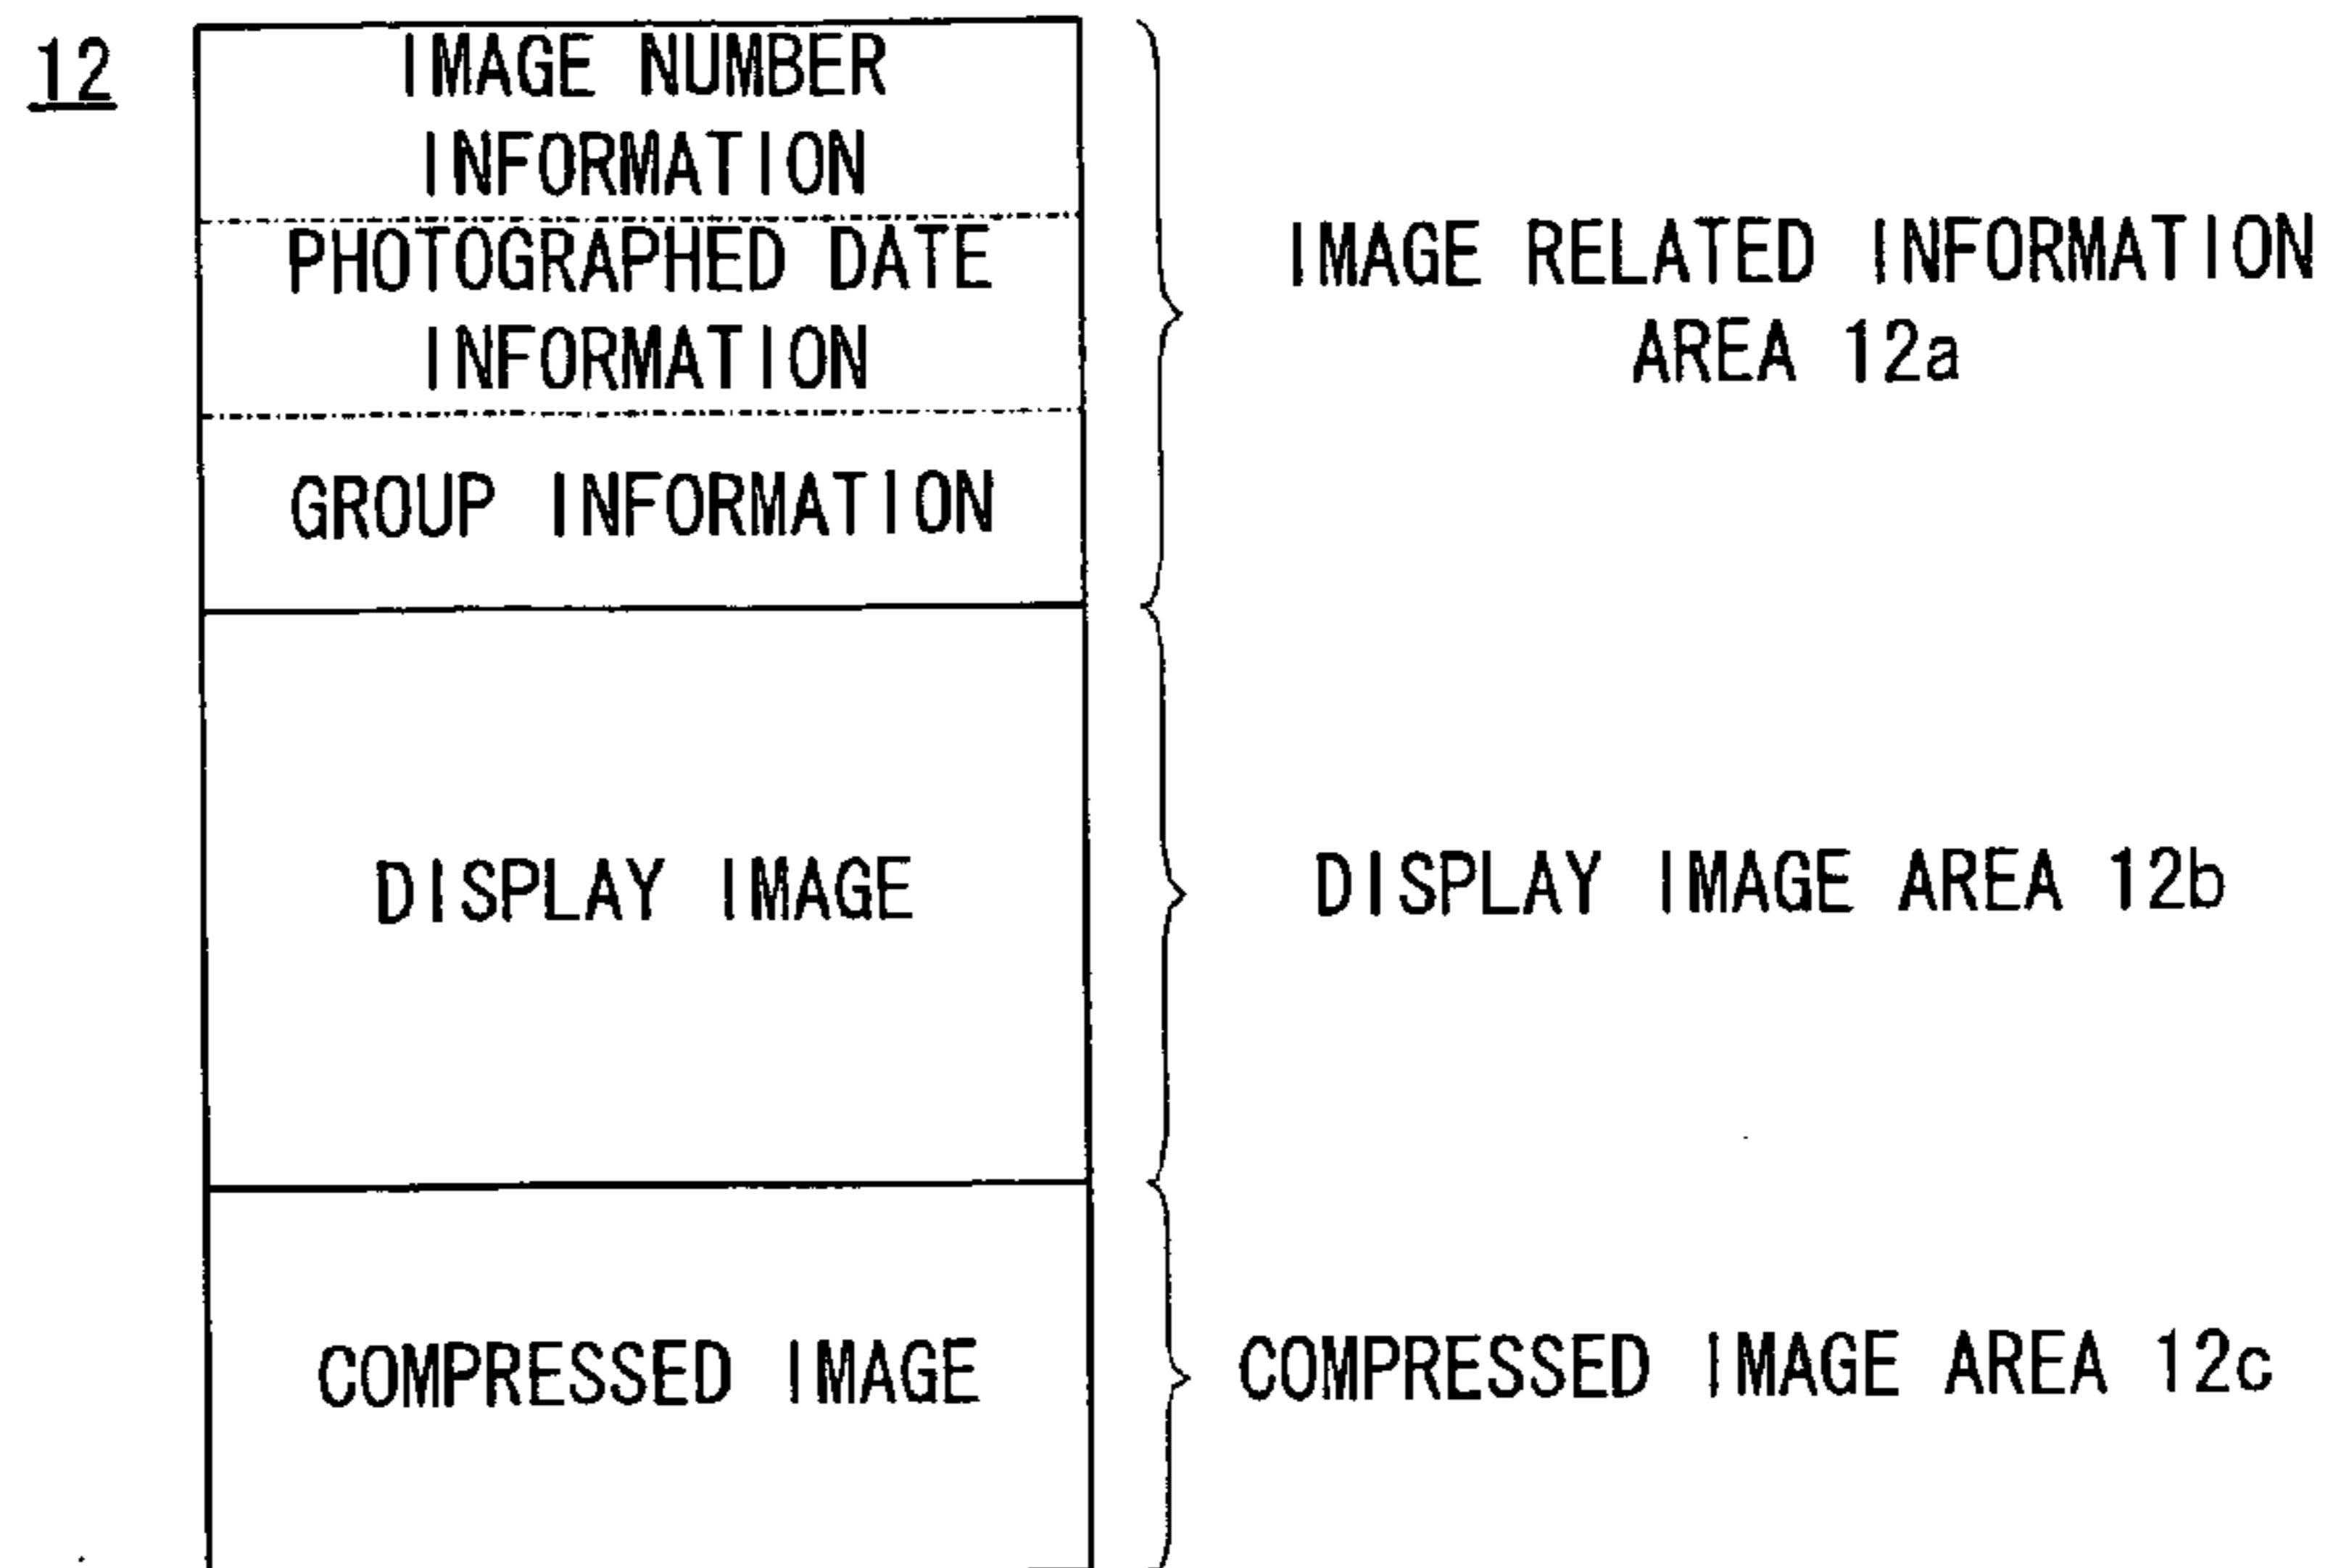 12
IMAGE NUMBER
INFORMATION
PHOTOGRAPHED DATE
INFORMATION
GROUP INFORMATION
IMAGE RELATED INFORMATION
AREA 12a
DISPLAY IMAGE
DISPLAY IMAGE AREA 12b
COMPRESSED IMAGE
COMPRESSED IMAGE AREA 12c